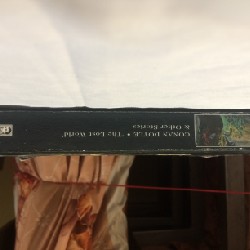 CONAN DOYLE • "The Lost World"
& Other Stories